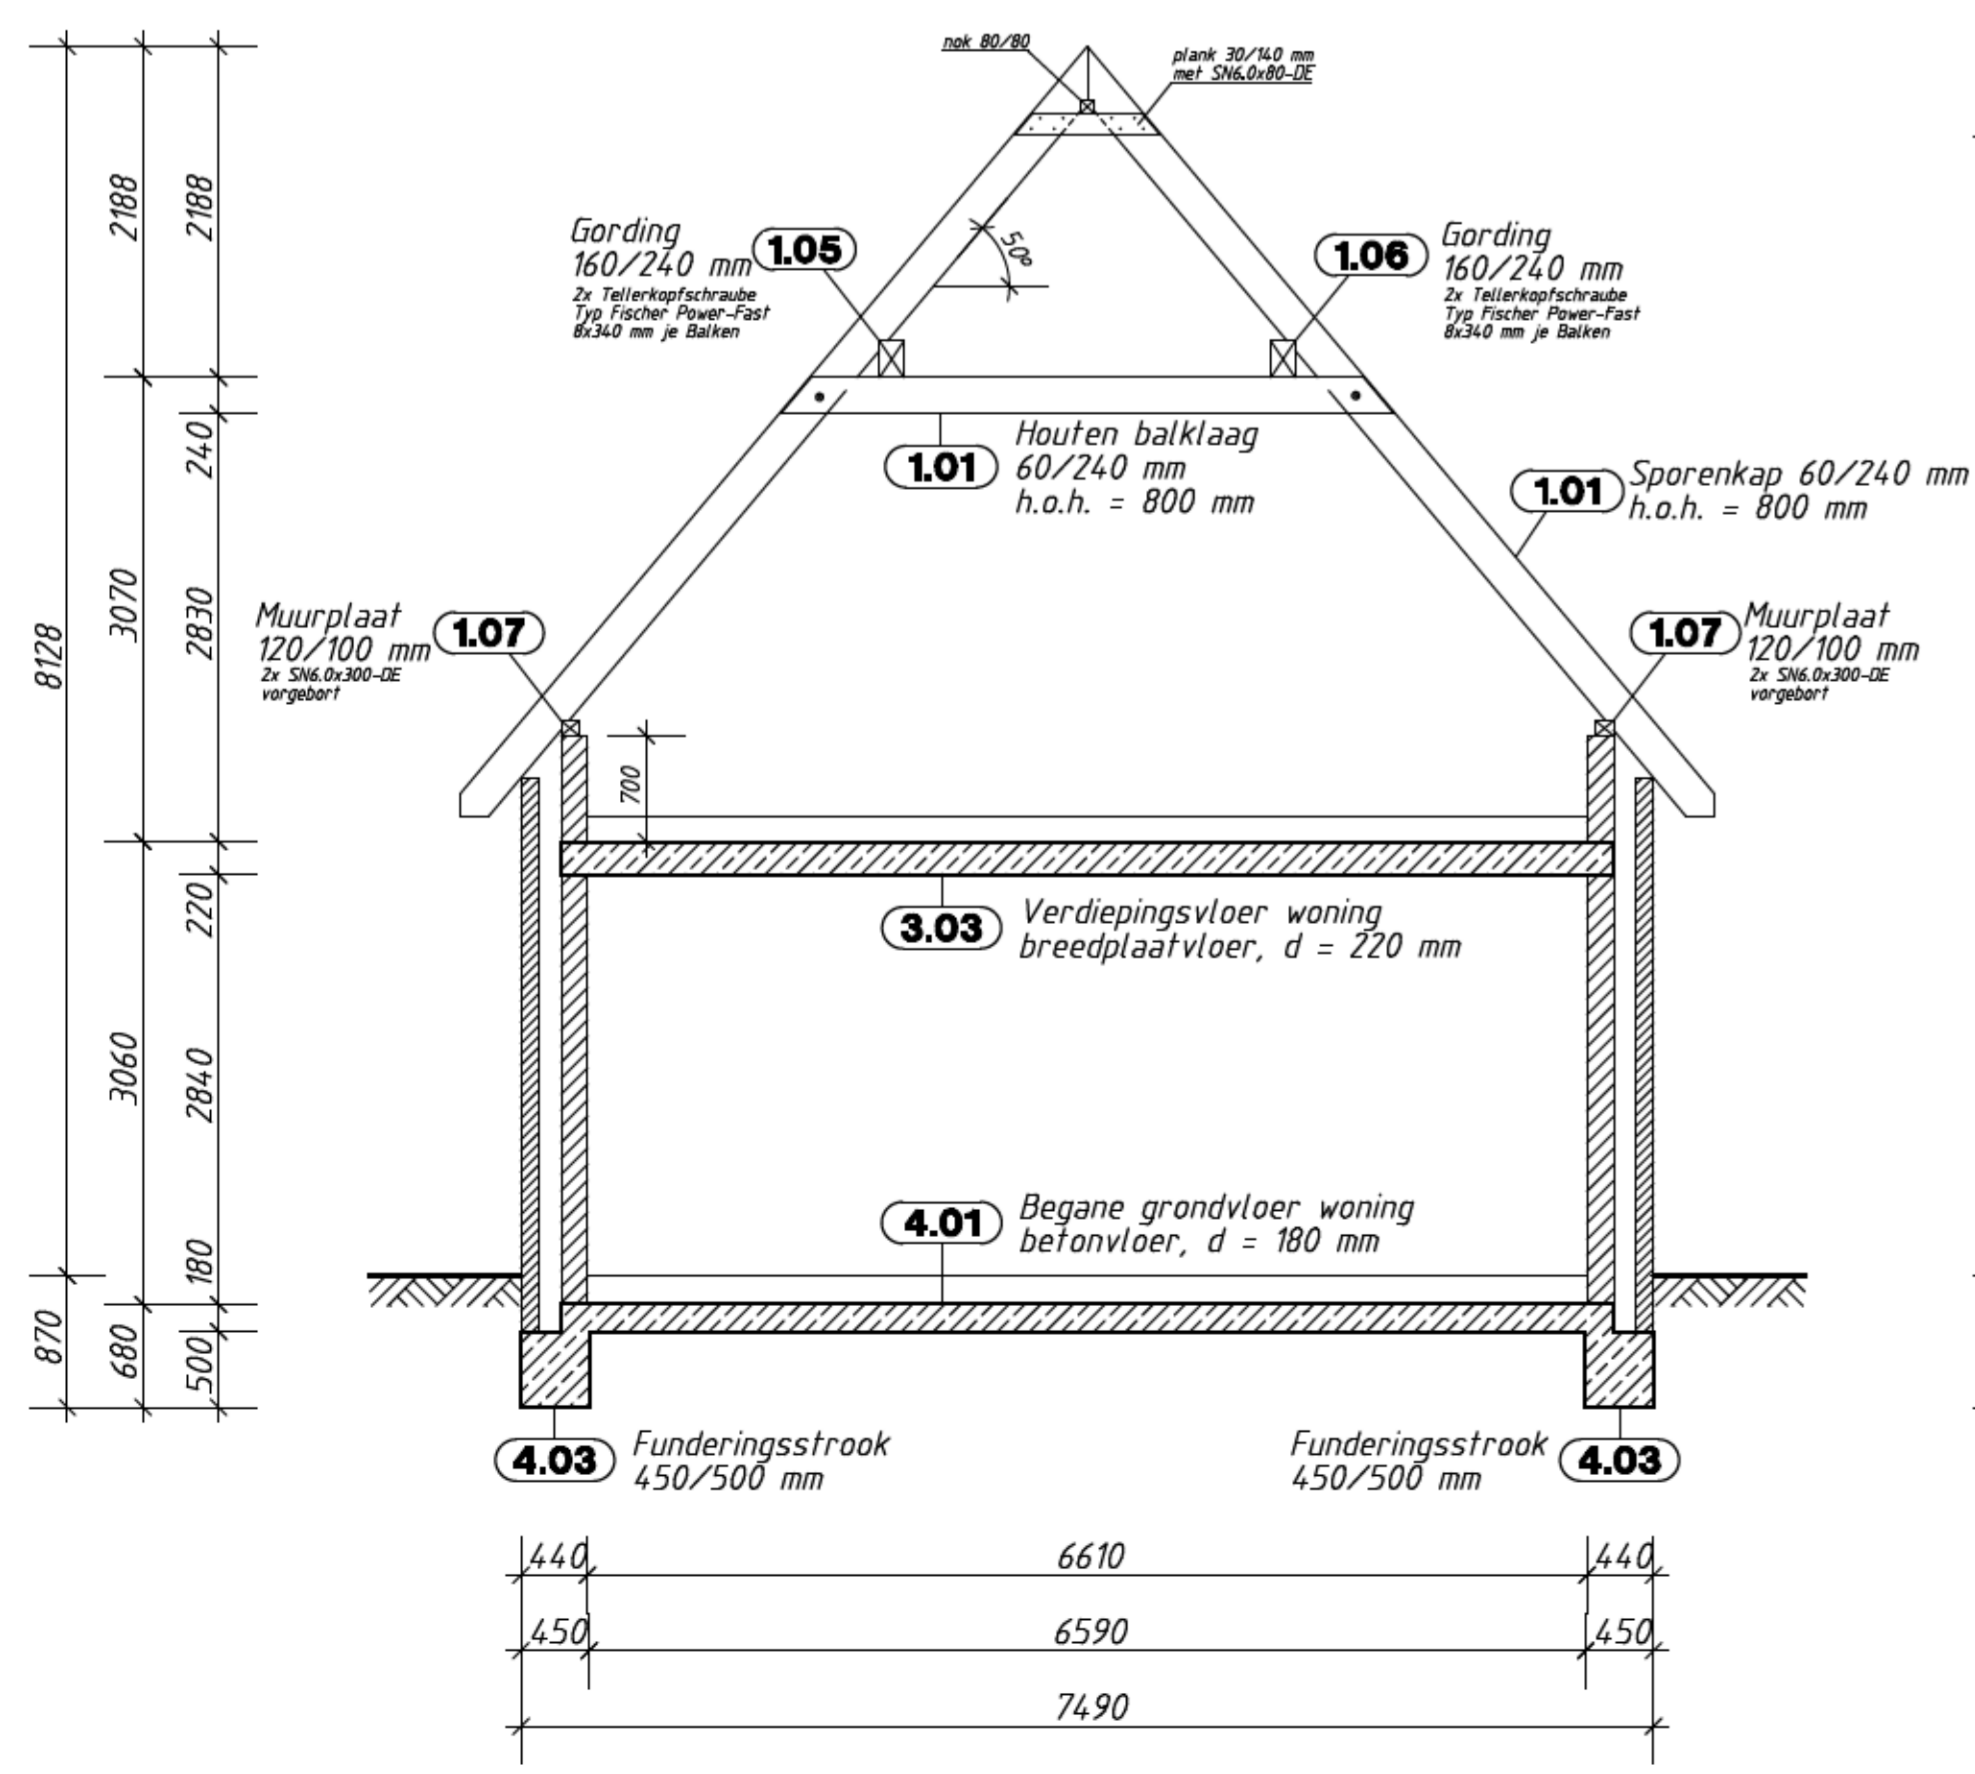 nok 80/80
plank 30/140 mm
met SN6.0x80-DE
2188
2188
Gording
160/240 mm
2x Tellerkopfschraube
Typ Fischer Power-Fast
8x340 mm je Balken
1.05
50º
1.06
Gording
160/240 mm
2x Tellerkopfschraube
Typ Fischer Power-Fast
8x340 mm je Balken
240
1.01
Houten balklaag
60/240 mm
h.o.h. = 800 mm
1.01
Sporenkap 60/240 mm
h.o.h. = 800 mm
8128
3070
2830
Muurplaat
120/100 mm
2x SN6.0x300-DE
vorgebort
1.07
1.07
Muurplaat
120/100 mm
2x SN6.0x300-DE
vorgebort
700
220
3.03
Verdiepingsvloer woning
breedplaatvloer, d = 220 mm
3060
2840
4.01
Begane grondvloer woning
betonvloer, d = 180 mm
180
870
680
500
4.03
Funderingsstrook
450/500 mm
Funderingsstrook
450/500 mm
4.03
440
6610
440
450
6590
450
7490